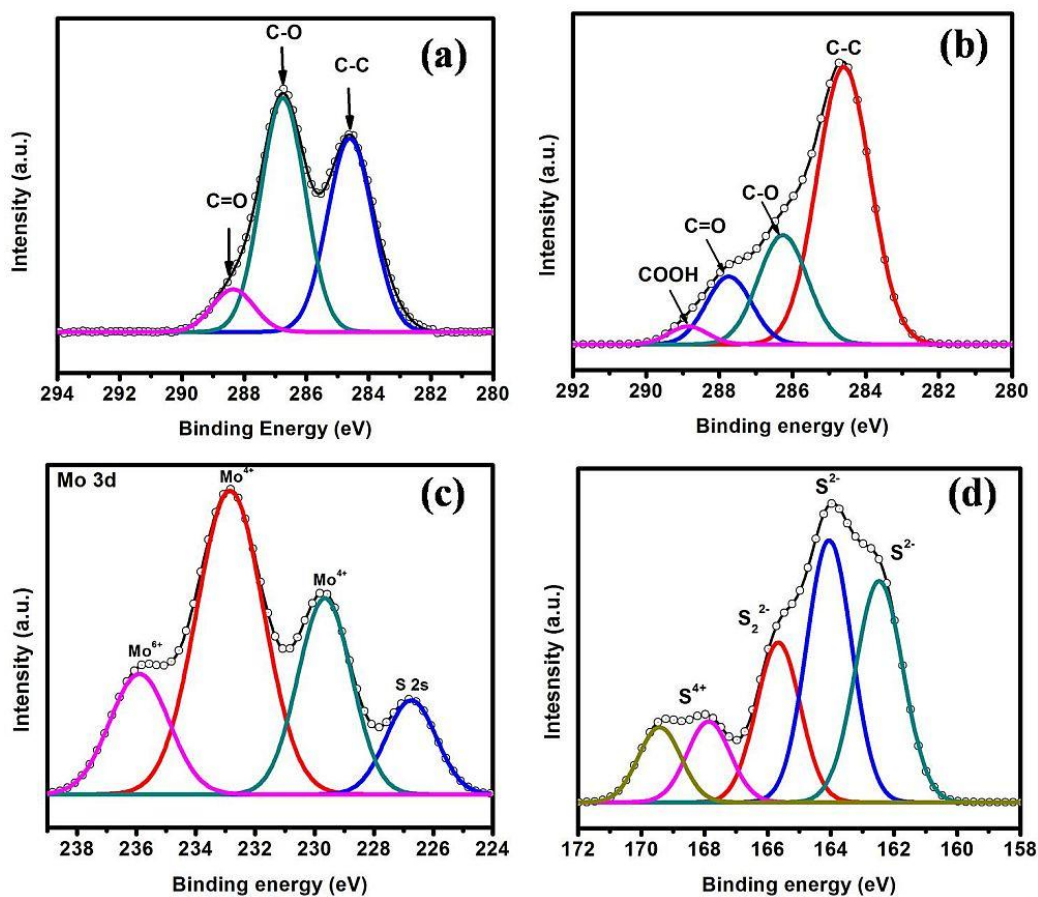 (a)
C-O
C-C
C=O
Intensity (a.u.)
294 292 290 288 286 284 282 280
Binding Energy (eV)
(b)
C-C
C-O
C=O
COOH
Intensity (a.u.)
292 290 288 286 284 282 280
Binding energy (eV)
Mo 3d
(c)
Mo⁴⁺
Mo⁴⁺
Mo⁶⁺
S 2s
Intensity (a.u.)
238 236 234 232 230 228 226 224
Binding energy (eV)
(d)
S²⁻
S²⁻
S₂²⁻
S⁴⁺
Intesnsity (a.u.)
172 170 168 166 164 162 160 158
Binding energy (eV)